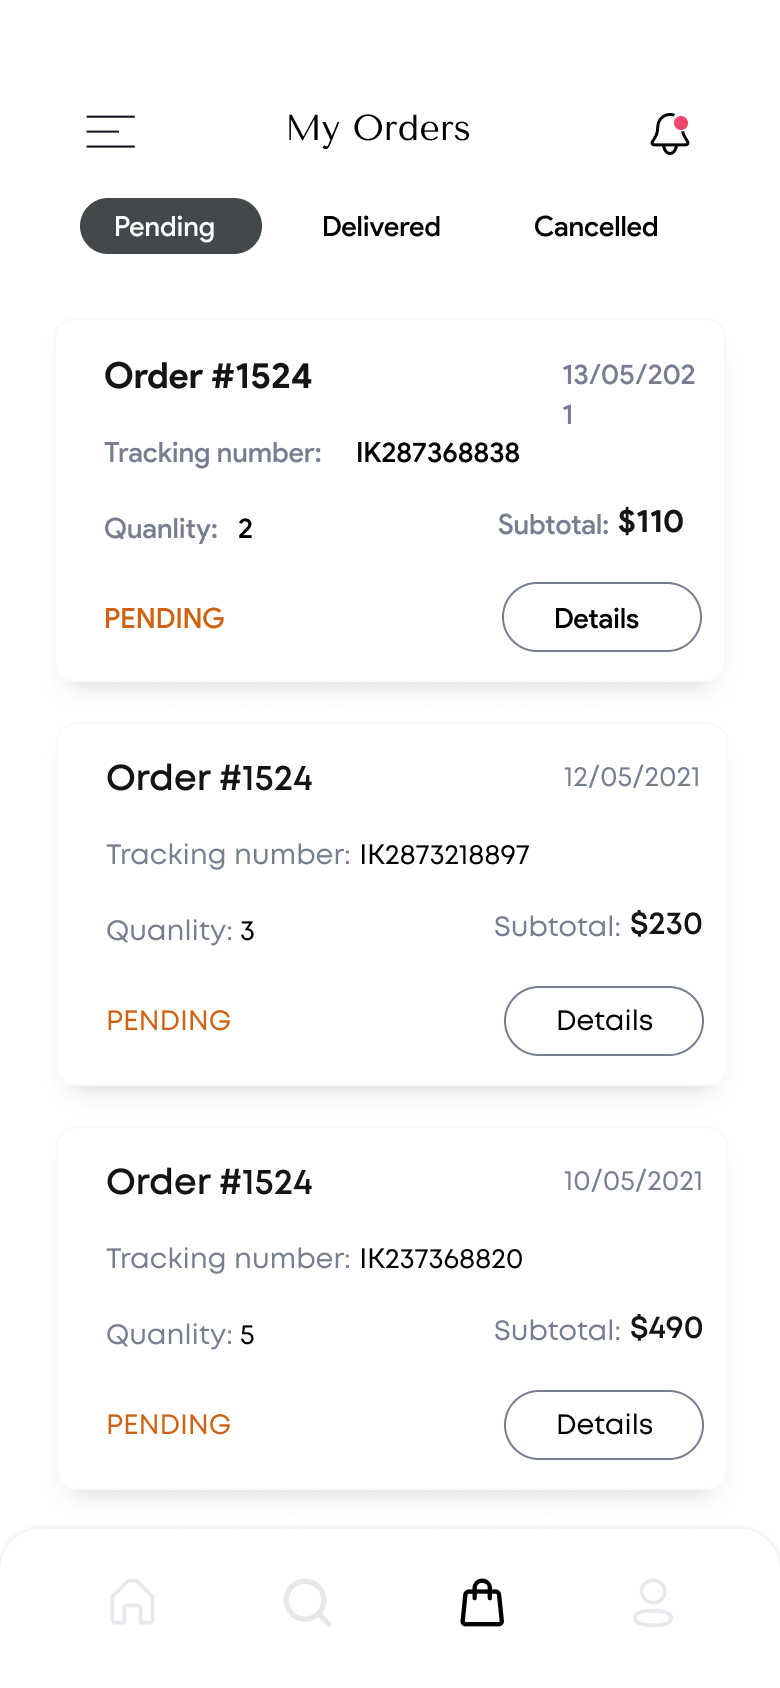 My Orders
Pending Delivered Cancelled
Order #1524 13/05/202
1
Tracking number: IK287368838
Quanlity: 2 Subtotal: $110
PENDING Details
Order #1524 12/05/2021
Tracking number: IK2873218897
Quanlity: 3 Subtotal: $230
PENDING Details
Order #1524 10/05/2021
Tracking number: IK237368820
Quanlity: 5 Subtotal: $490
PENDING Details